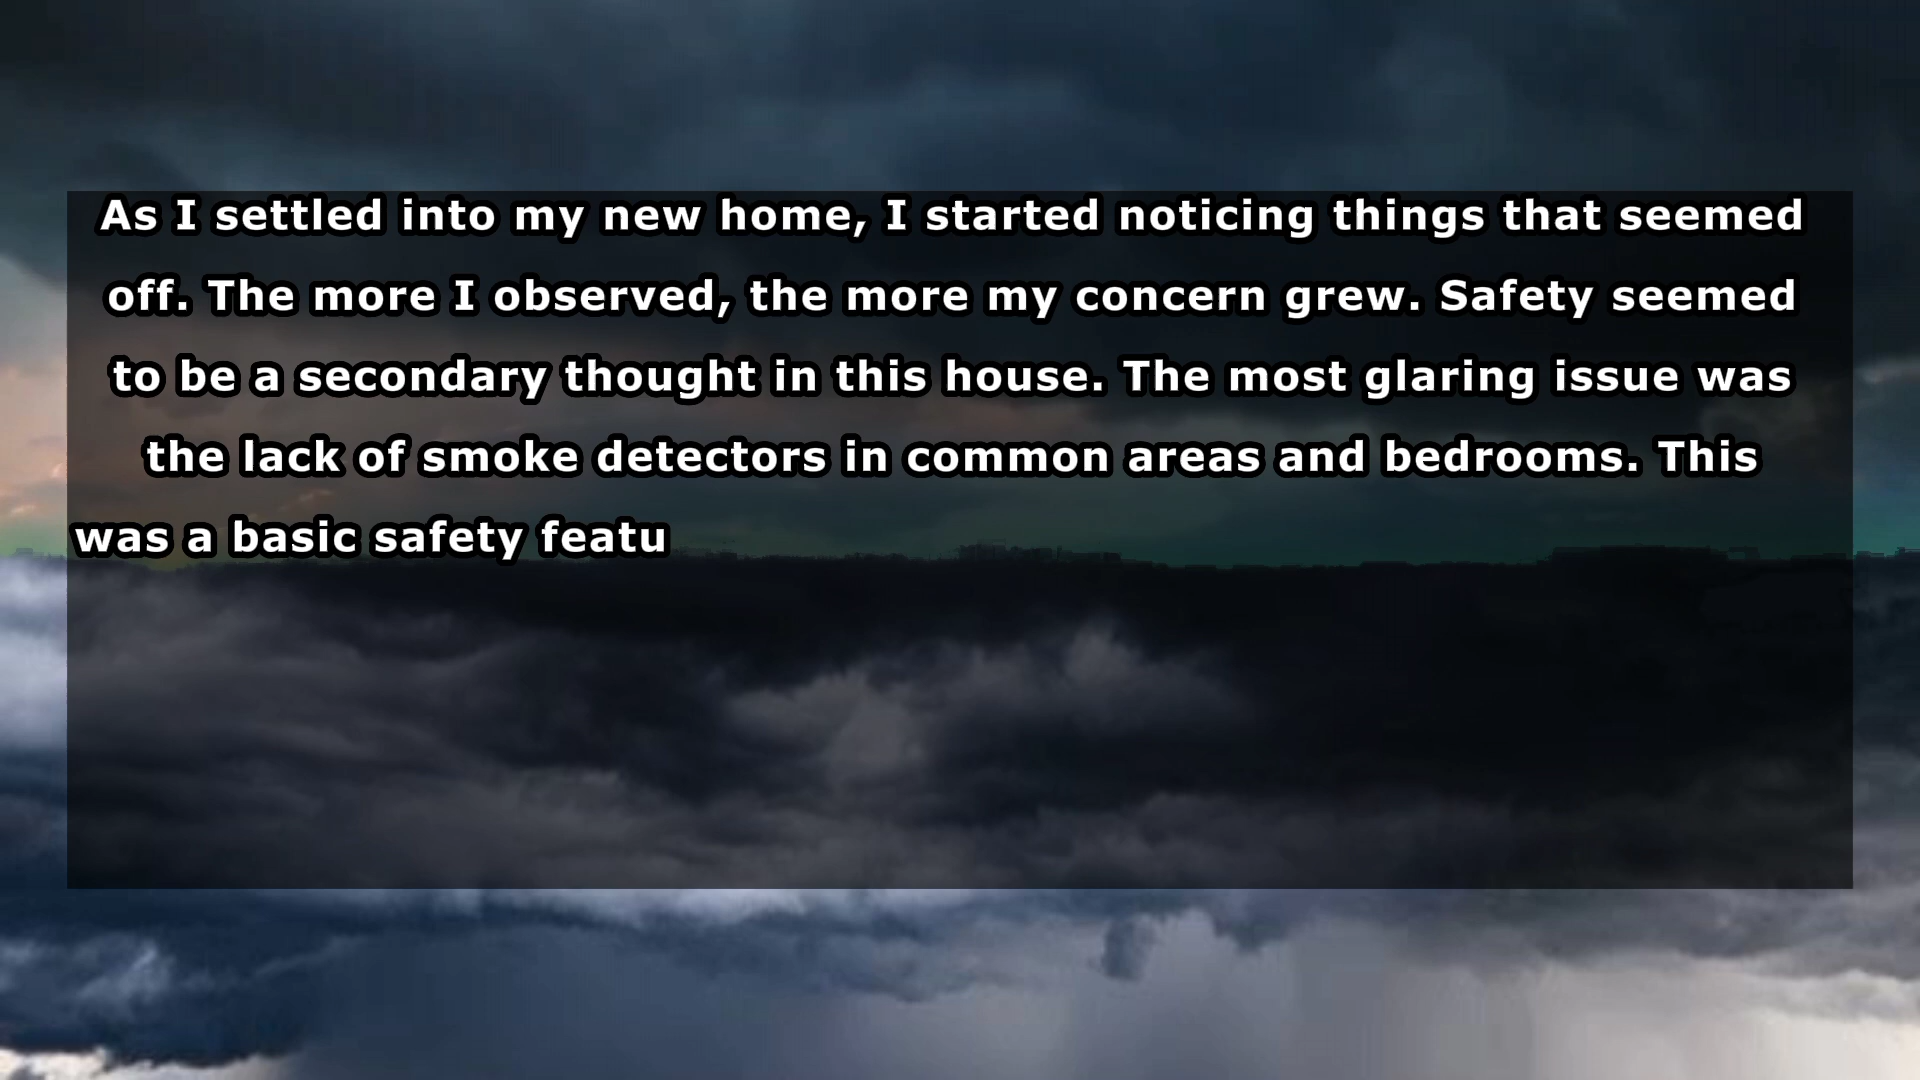 As I settled into my new home, I started noticing things that seemed
off. The more I observed, the more my concern grew. Safety seemed
to be a secondary thought in this house. The most glaring issue was
the lack of smoke detectors in common areas and bedrooms. This
was a basic safety featu